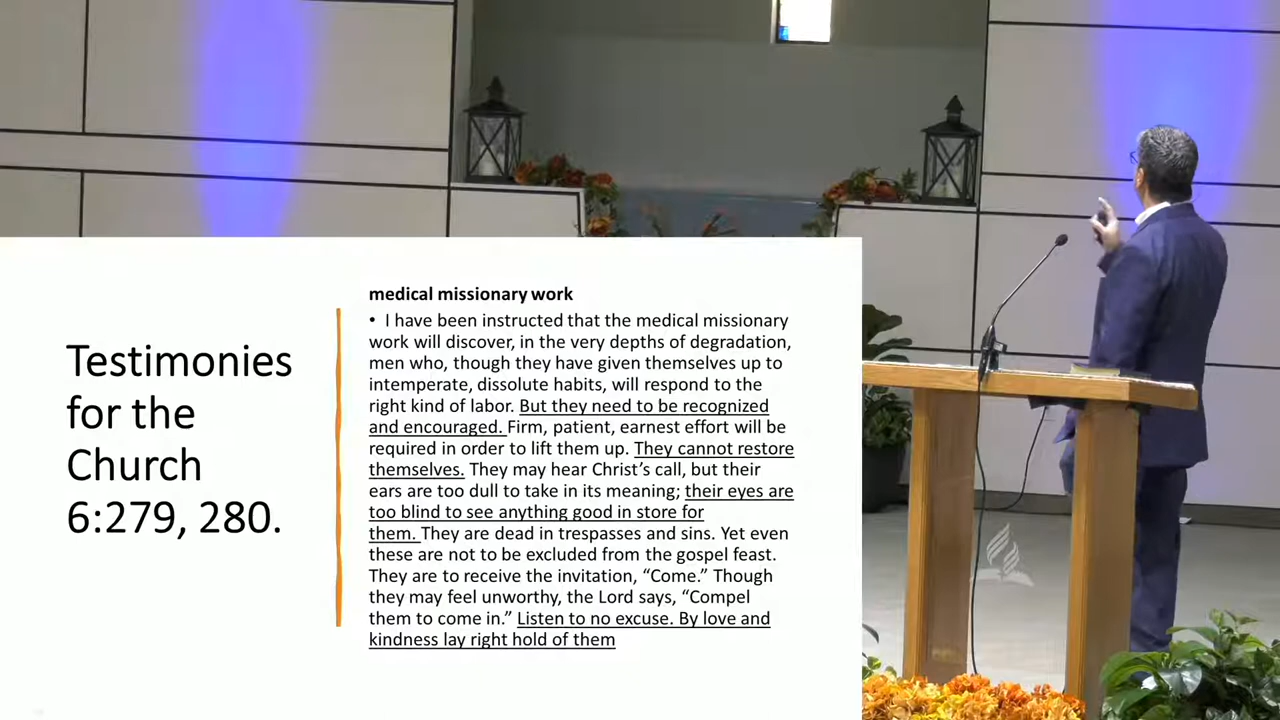 Testimonies
for the
Church
6:279, 280.
medical missionary work
• I have been instructed that the medical missionary
work will discover, in the very depths of degradation,
men who, though they have given themselves up to
intemperate, dissolute habits, will respond to the
right kind of labor. But they need to be recognized
and encouraged. Firm, patient, earnest effort will be
required in order to lift them up. They cannot restore
themselves. They may hear Christ’s call, but their
ears are too dull to take in its meaning; their eyes are
too blind to see anything good in store for
them. They are dead in trespasses and sins. Yet even
these are not to be excluded from the gospel feast.
They are to receive the invitation, “Come.” Though
they may feel unworthy, the Lord says, “Compel
them to come in.” Listen to no excuse. By love and
kindness lay right hold of them